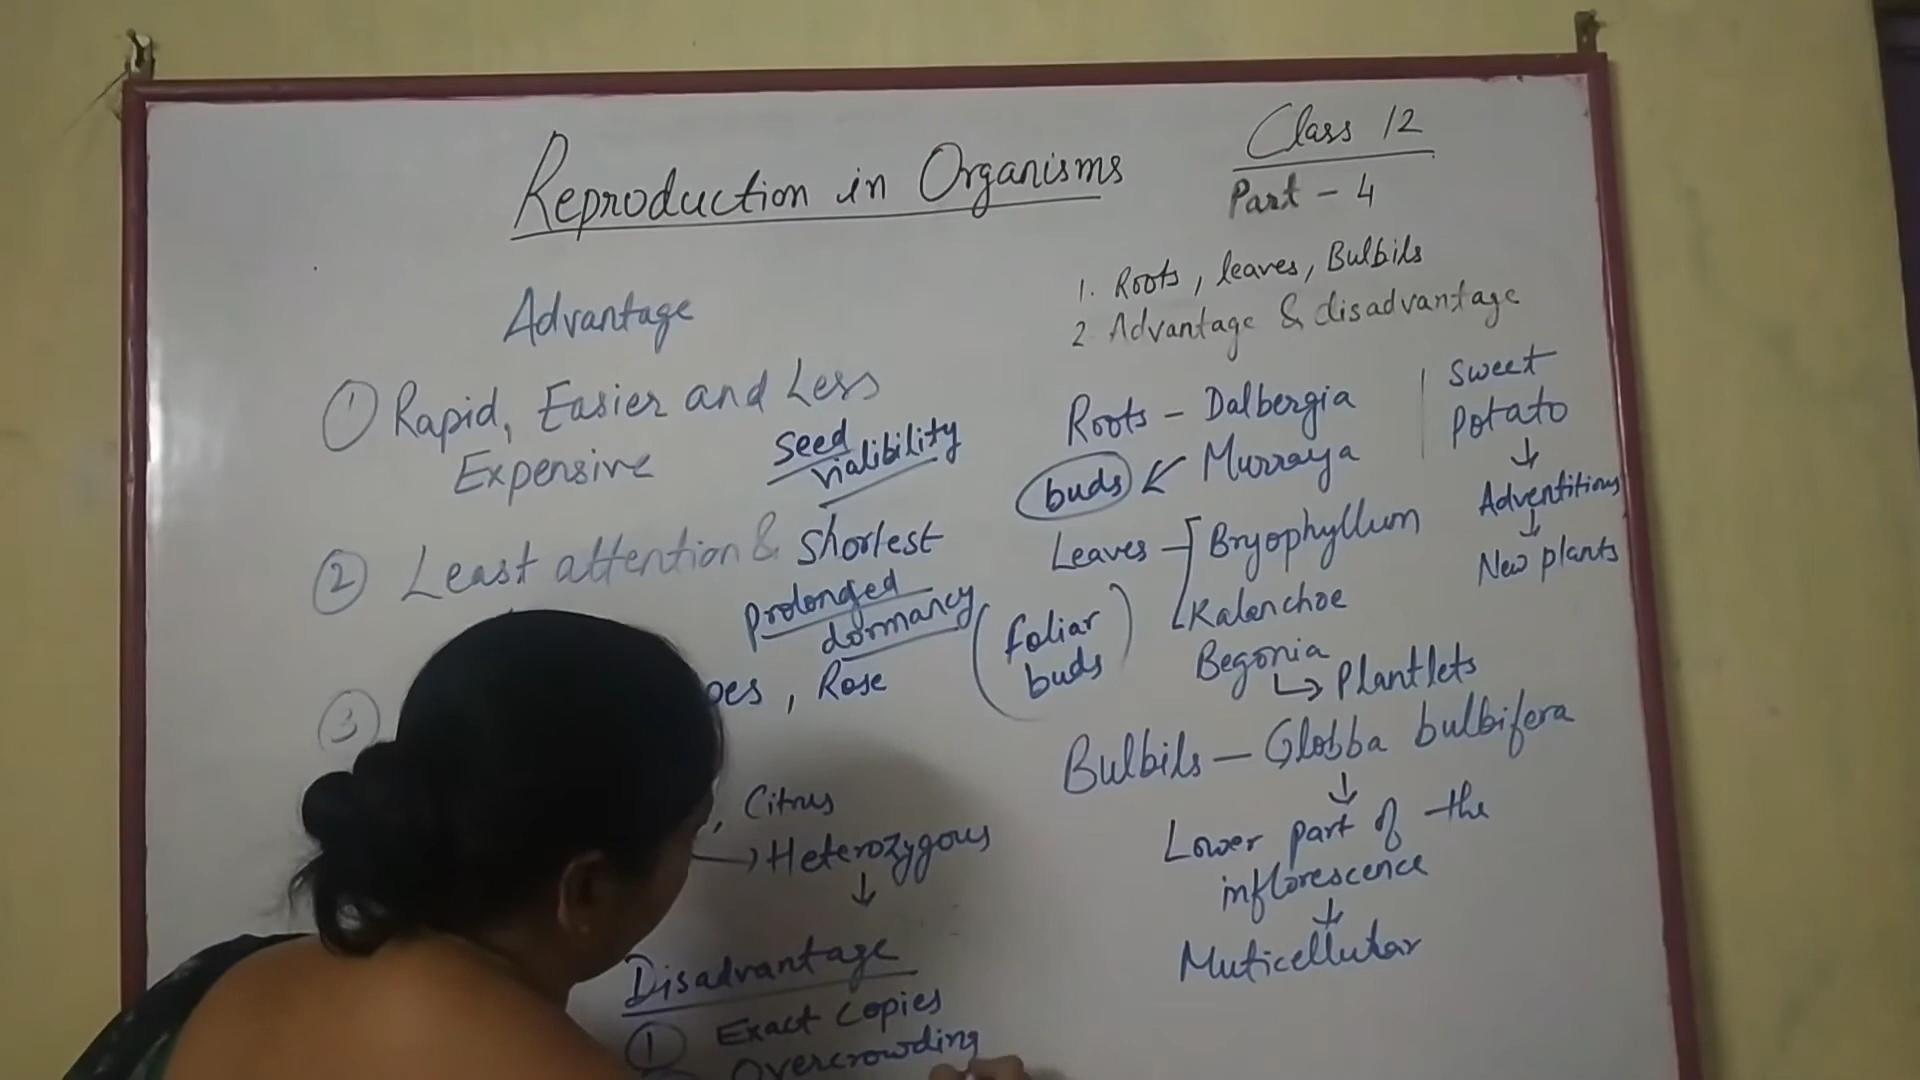 Reproduction in Organisms
Class 12
Part - 4
1. Roots, leaves, Bulbils
2. Advantage & disadvantage
Advantage
① Rapid, Easier and Less
Expensive
Seed
vialibility
② Least attention & Shortest
Prolonged
dormancy
③
, Rose
, Citrus
→ Heterozygous
↓
Disadvantage
① Exact Copies
Overcrowding
Roots - Dalbergia
buds ← Murraya
Sweet
Potato
↓
Adventitious
↓
New plants
Leaves - Bryophyllum
Kalenchoe
(foliar
buds)
Begonia
↳ Plantlets
Bulbils - Globba bulbifera
↓
Lower part of the
inflorescence
↓
Muticellular